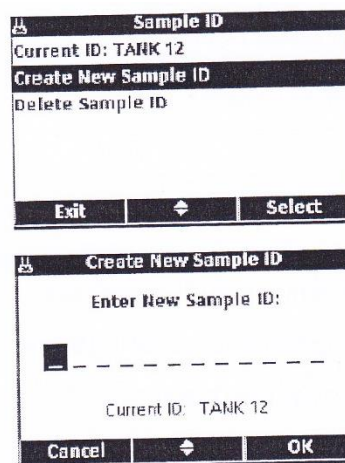 Sample ID
Current ID: TANK 12
Create New Sample ID
Delete Sample ID
Exit Select
Create New Sample ID
Enter New Sample ID:
_ _ _ _ _ _ _ _ _ _ _ _ _
Current ID: TANK 12
Cancel OK